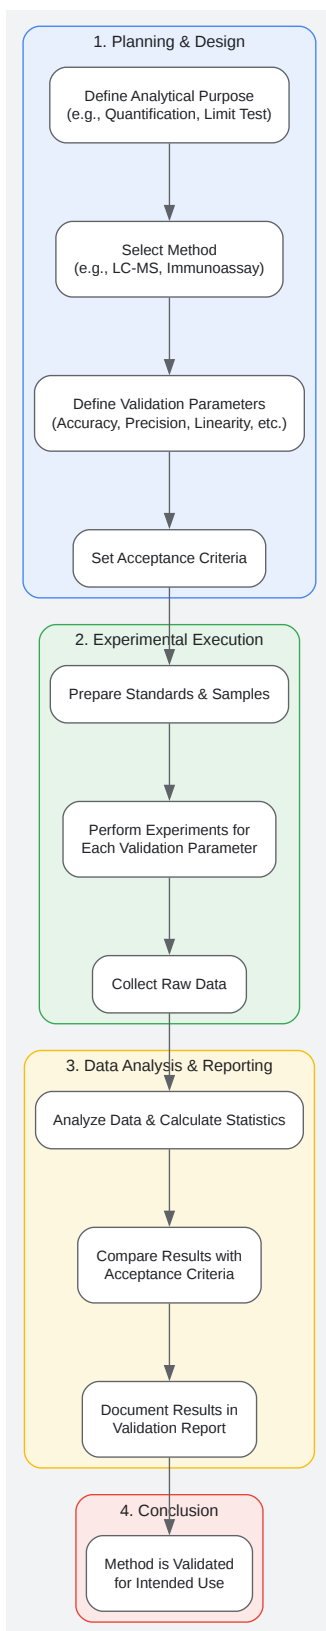 1. Planning & Design
Define Analytical Purpose
(e.g., Quantification, Limit Test)
Select Method
(e.g., LC-MS, Immunoassay)
Define Validation Parameters
(Accuracy, Precision, Linearity, etc.)
Set Acceptance Criteria
2. Experimental Execution
Prepare Standards & Samples
Perform Experiments for
Each Validation Parameter
Collect Raw Data
3. Data Analysis & Reporting
Analyze Data & Calculate Statistics
Compare Results with
Acceptance Criteria
Document Results in
Validation Report
4. Conclusion
Method is Validated
for Intended Use